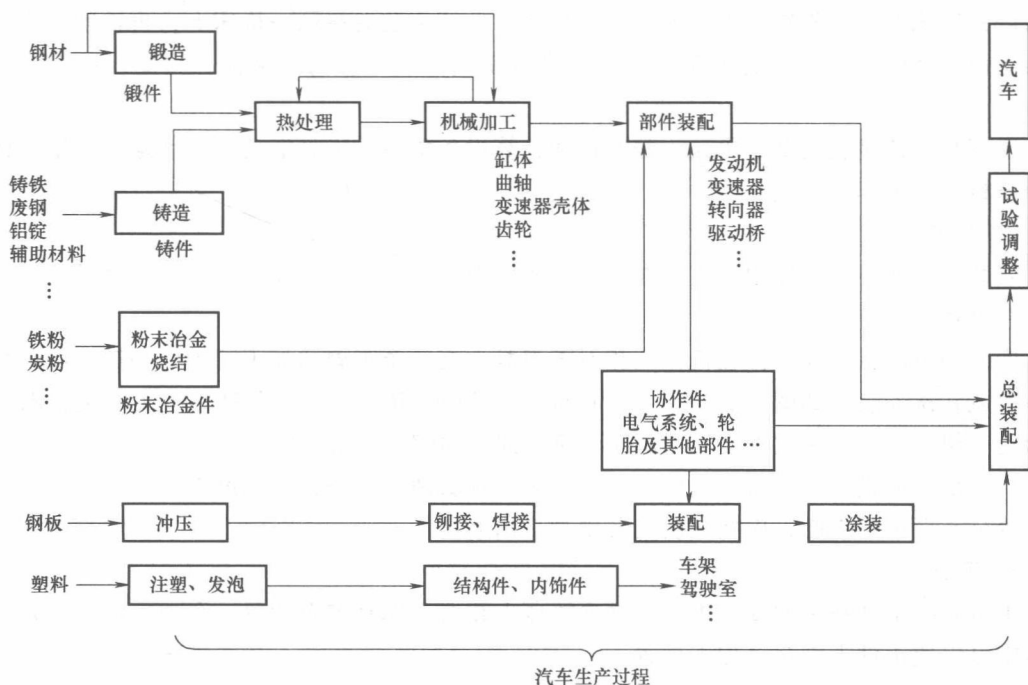 钢材
锻造
锻件
热处理
机械加工
部件装配
汽车
缸体
曲轴
变速器壳体
齿轮
⋮
发动机
变速器
转向器
驱动桥
⋮
铸铁
废钢
铝锭
辅助材料
⋮
铸造
铸件
试验调整
铁粉
炭粉
⋮
粉末冶金
烧结
粉末冶金件
协作件
电气系统、轮
胎及其他部件…
总装配
钢板
冲压
铆接、焊接
装配
涂装
塑料
注塑、发泡
结构件、内饰件
车架
驾驶室
⋮
汽车生产过程